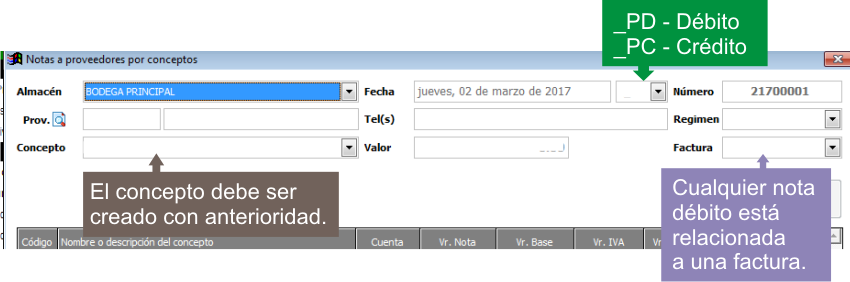 _PD - Débito
_PC - Crédito
Notas a proveedores por conceptos
Almacén BODEGA PRINCIPAL Fecha jueves, 02 de marzo de 2017 Número 21700001
Prov. Tel(s) Regimen
Concepto Valor Factura
El concepto debe ser
creado con anterioridad.
Cualquier nota
débito está
relacionada
a una factura.
Código Nombre o descripción del concepto Cuenta Vr. Nota Vr. Base Vr. IVA